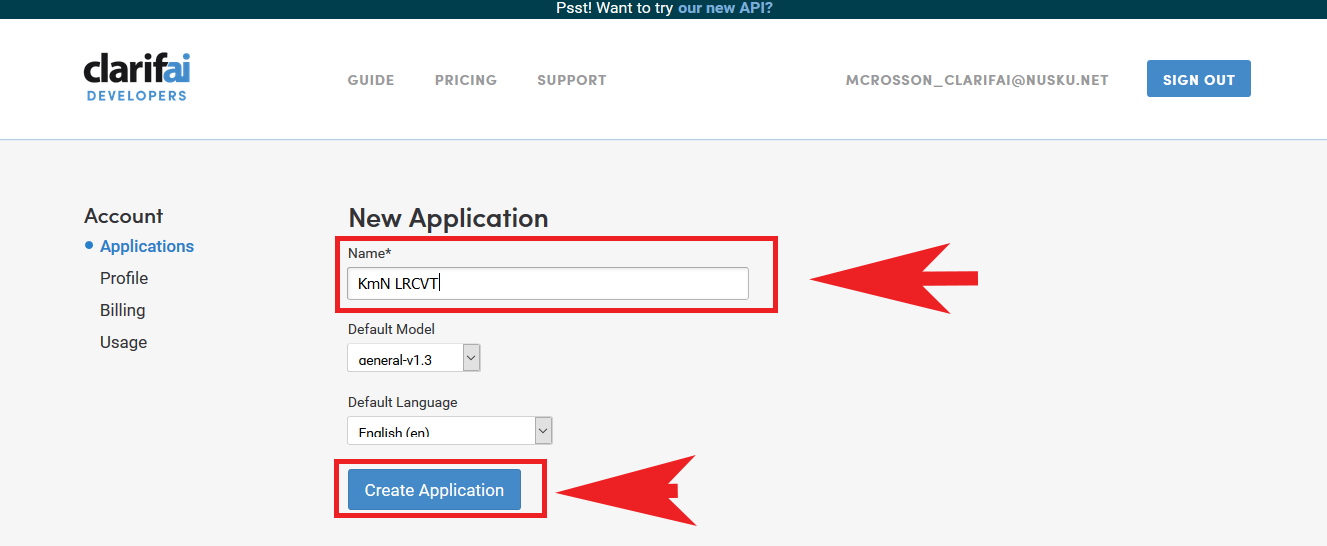 Psst! Want to try our new API?
clarifai
DEVELOPERS
GUIDE PRICING SUPPORT MCROSSON_CLARIFAI@NUSKU.NET SIGN OUT
Account
Applications
Profile
Billing
Usage
New Application
Name*
KmN LRCVT
Default Model
general-v1.3
Default Language
English (en)
Create Application